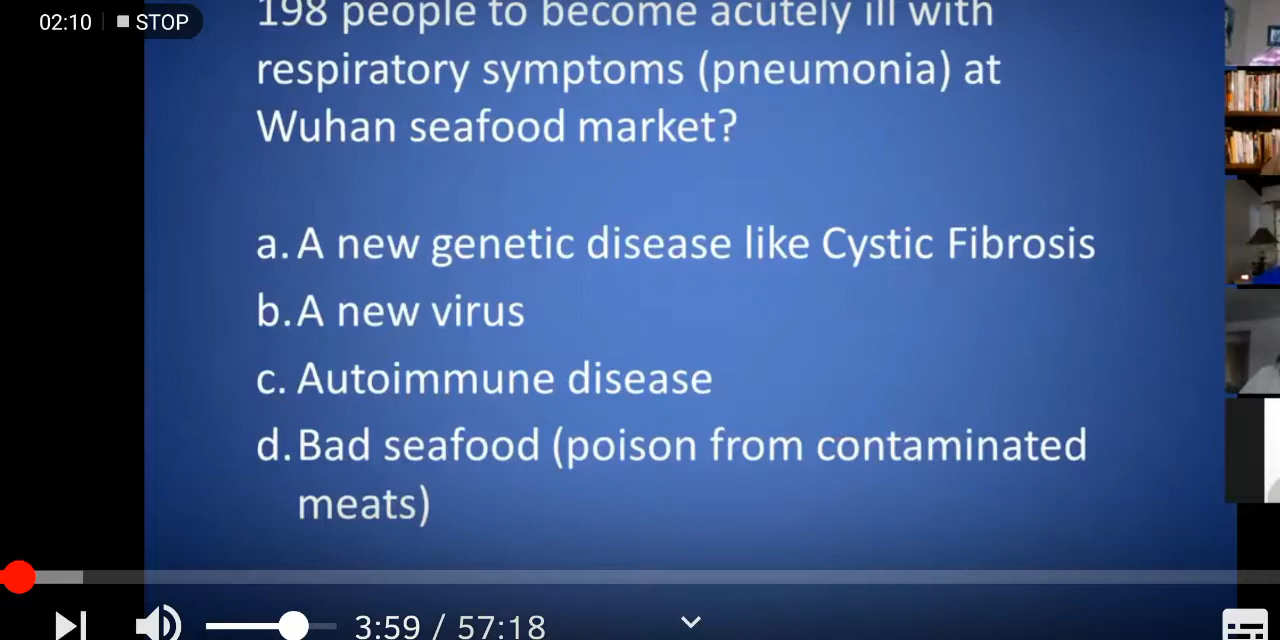 02:10 STOP
198 people to become acutely ill with
respiratory symptoms (pneumonia) at
Wuhan seafood market?
a. A new genetic disease like Cystic Fibrosis
b. A new virus
c. Autoimmune disease
d. Bad seafood (poison from contaminated
meats)
3:59 / 57:18